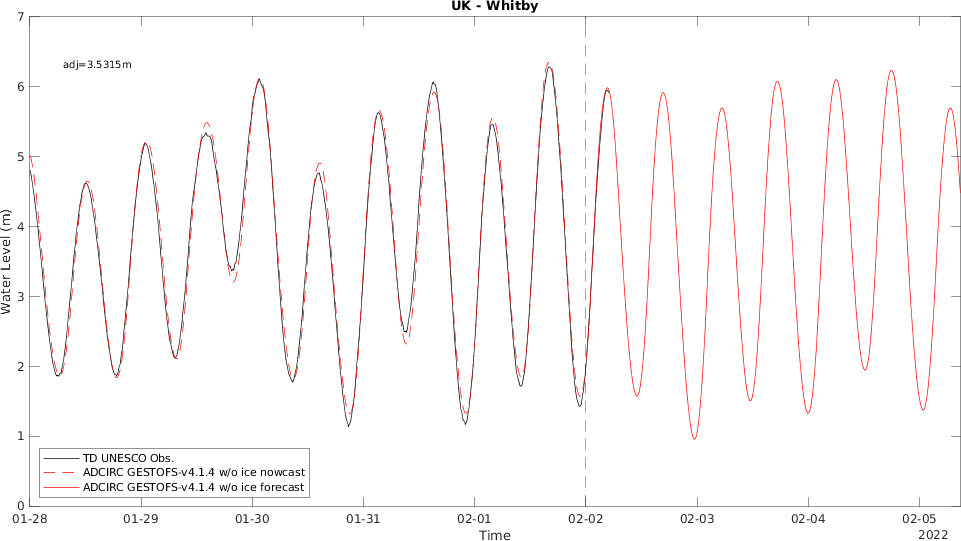 UK - Whitby
adj=3.5315m
7
6
5
4
3
2
1
0
Water Level (m)
TD UNESCO Obs.
ADCIRC GESTOFS-v4.1.4 w/o ice nowcast
ADCIRC GESTOFS-v4.1.4 w/o ice forecast
01-28 01-29 01-30 01-31 02-01 02-02 02-03 02-04 02-05
Time
2022